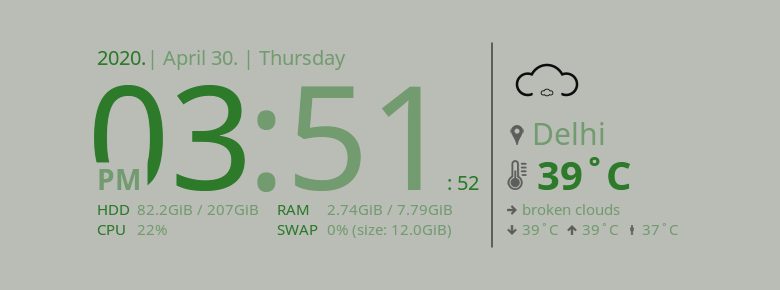 2020. | April 30. | Thursday
03:51
PM
: 52
HDD 82.2GiB / 207GiB RAM 2.74GiB / 7.79GiB
CPU 22% SWAP 0% (size: 12.0GiB)
Delhi
39°C
broken clouds
39°C 39°C 37°C